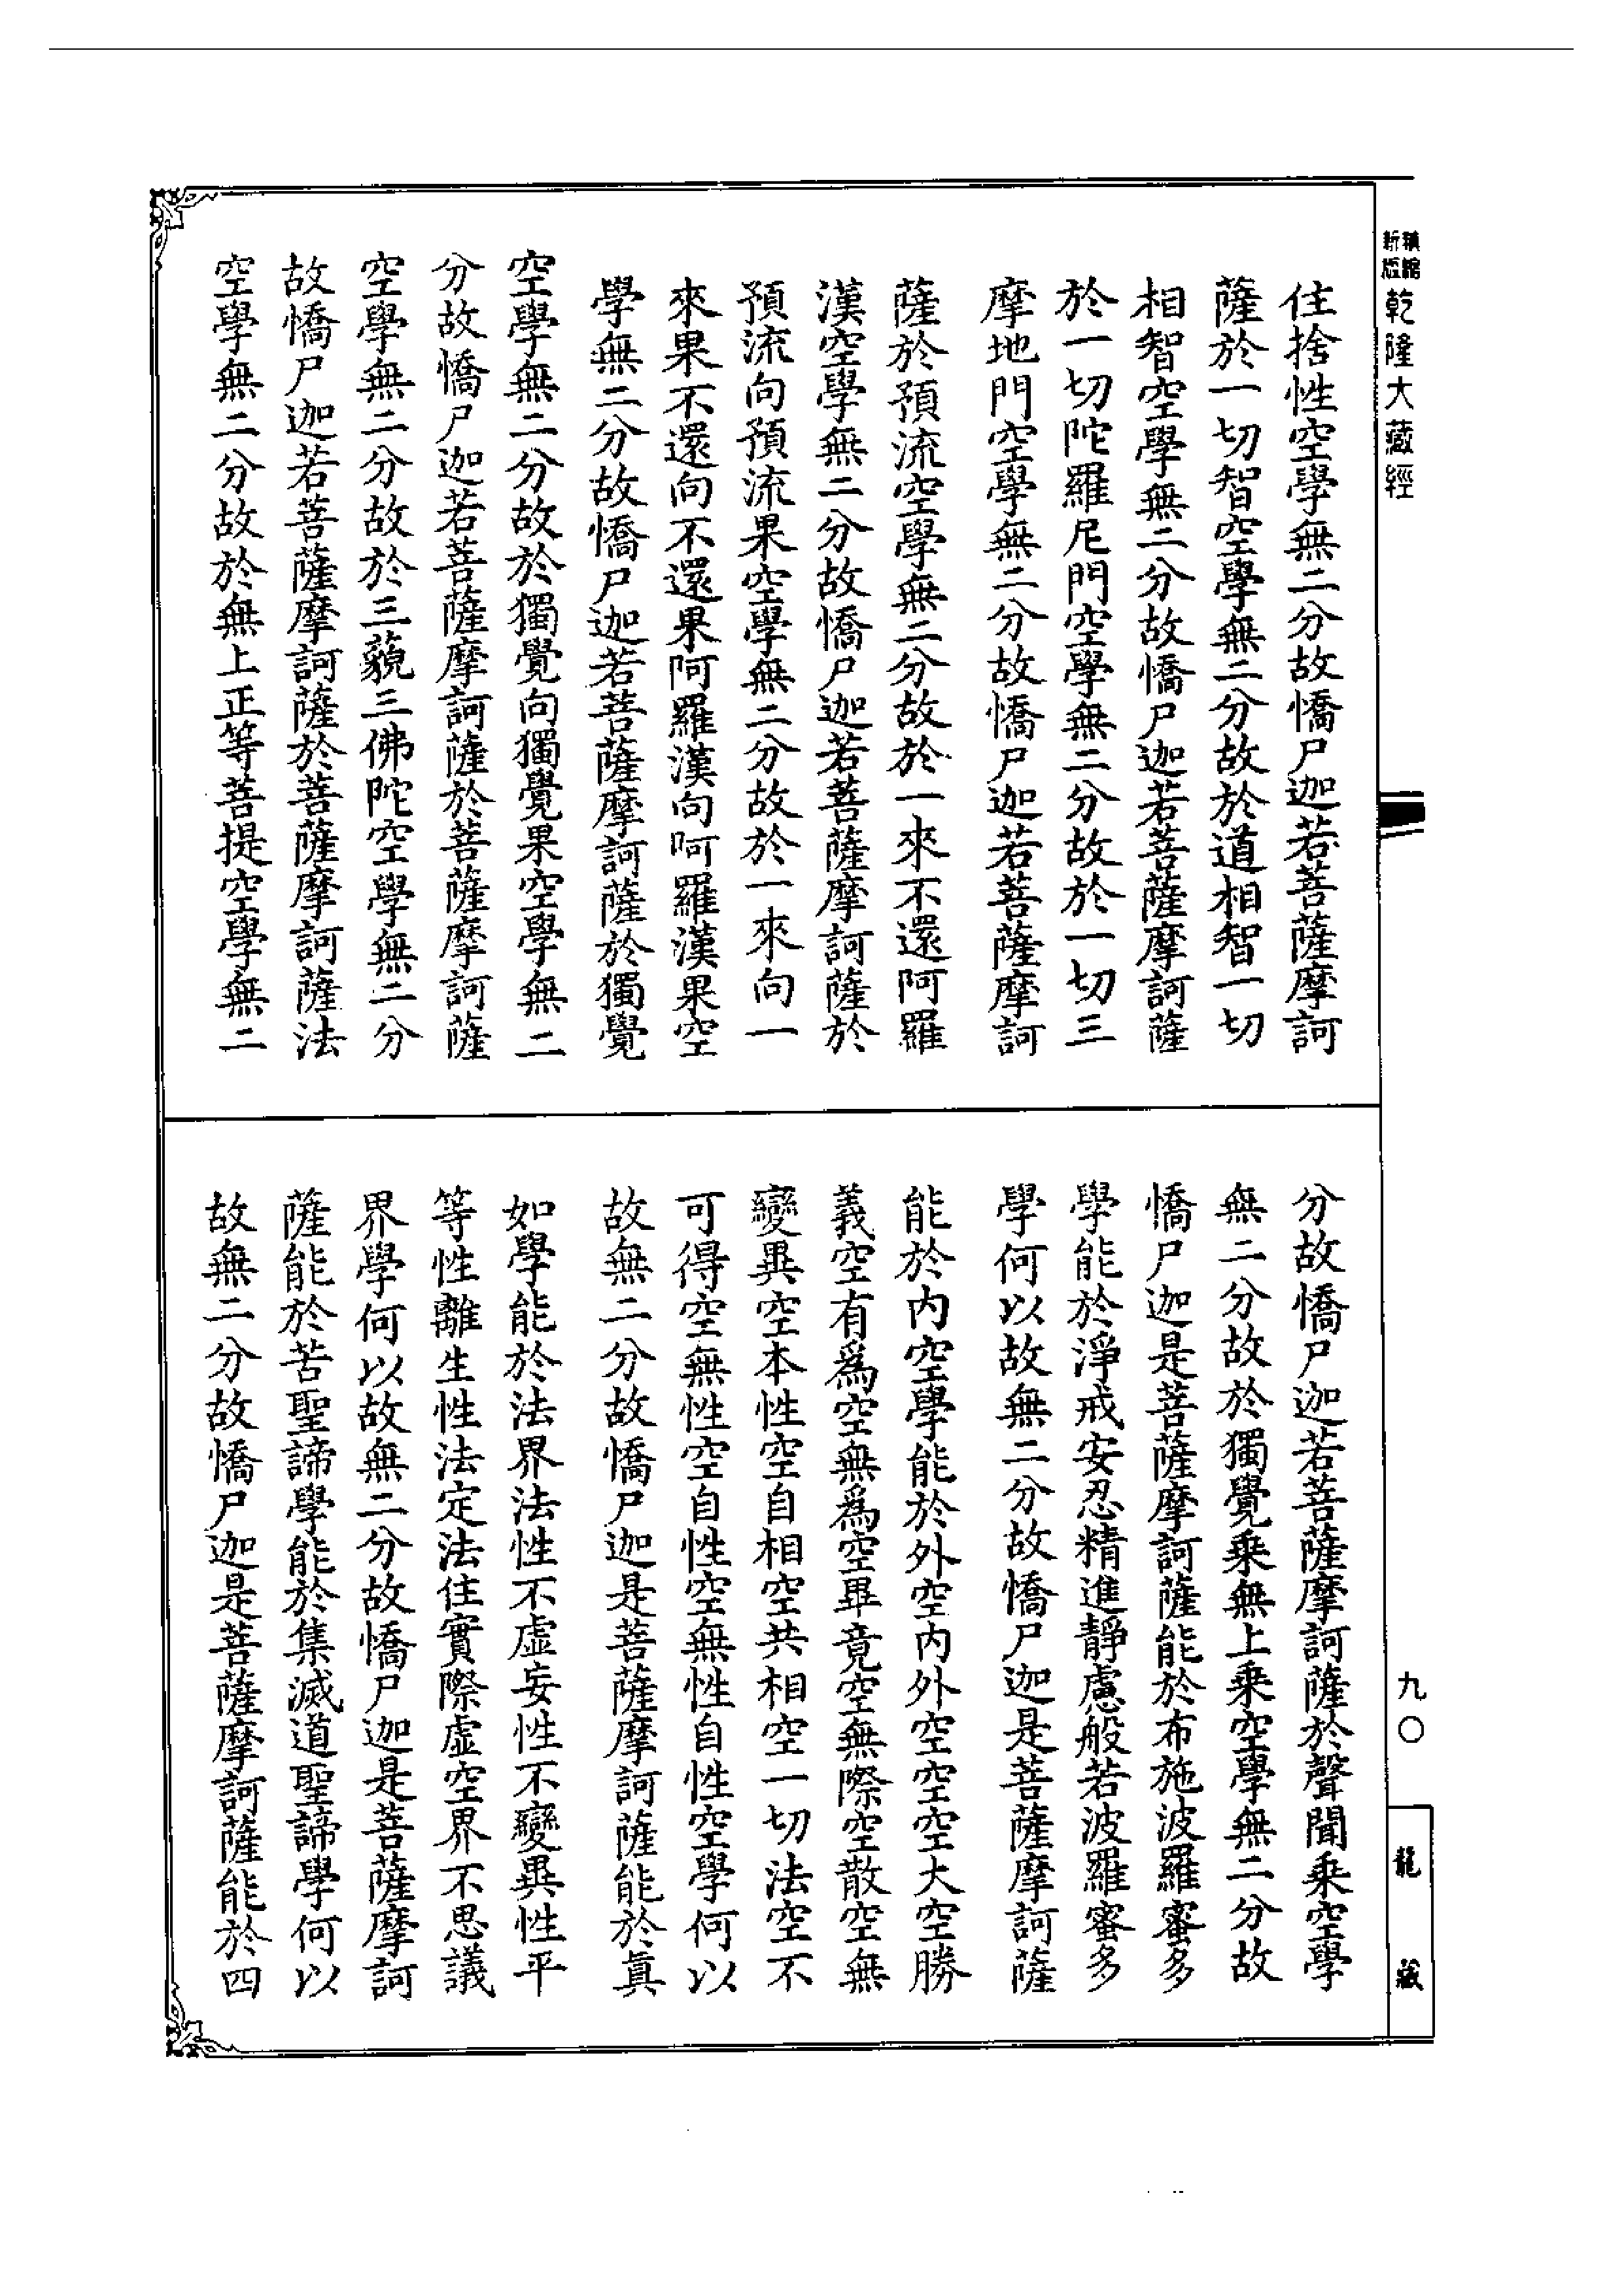 新版縮積乾隆大藏經
住捨性空學無二分故憍尸迦若菩薩摩訶
薩於一切智空學無二分故於道相智一切
相智空學無二分故憍尸迦若菩薩摩訶薩
於一切陀羅尼門空學無二分故於一切三
摩地門空學無二分故憍尸迦若菩薩摩訶
薩於預流空學無二分故於一來不還阿羅
漢空學無二分故憍尸迦若菩薩摩訶薩於
預流向預流果空學無二分故於一來向一
來果不還向不還果阿羅漢向阿羅漢果空
學無二分故憍尸迦若菩薩摩訶薩於獨覺
空學無二分故於獨覺向獨覺果空學無二
分故憍尸迦若菩薩摩訶薩於菩薩摩訶薩
空學無二分故於三藐三佛陀空學無二分
故憍尸迦若菩薩摩訶薩於菩薩摩訶薩法
空學無二分故於無上正等菩提空學無二
分故憍尸迦若菩薩摩訶薩於聲聞乘空學
無二分故於獨覺乘無上乘空學無二分故
憍尸迦是菩薩摩訶薩能於布施波羅蜜多
學能於淨戒安忍精進靜慮般若波羅蜜多
學何以故無二分故憍尸迦是菩薩摩訶薩
能於內空學能於外空內外空空空大空勝
義空有爲空無爲空畢竟空無際空散空無
變異空本性空自相空共相空一切法空不
可得空無性空自性空無性自性空學何以
故無二分故憍尸迦是菩薩摩訶薩能於眞
如學能於法界法性不虛妄性不變異性平
等性離生性法定法住實際虛空界不思議
界學何以故無二分故憍尸迦是菩薩摩訶
薩能於苦聖諦學能於集滅道聖諦學何以
故無二分故憍尸迦是菩薩摩訶薩能於四
九〇
龍藏